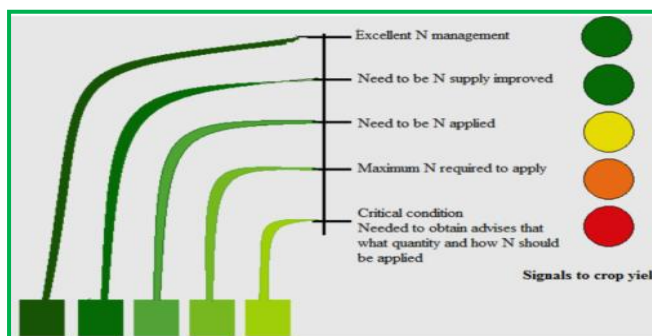 Excellent N management
Need to be N supply improved
Need to be N applied
Maximum N required to apply
Critical condition
Needed to obtain advises that
what quantity and how N should
be applied
Signals to crop yiel